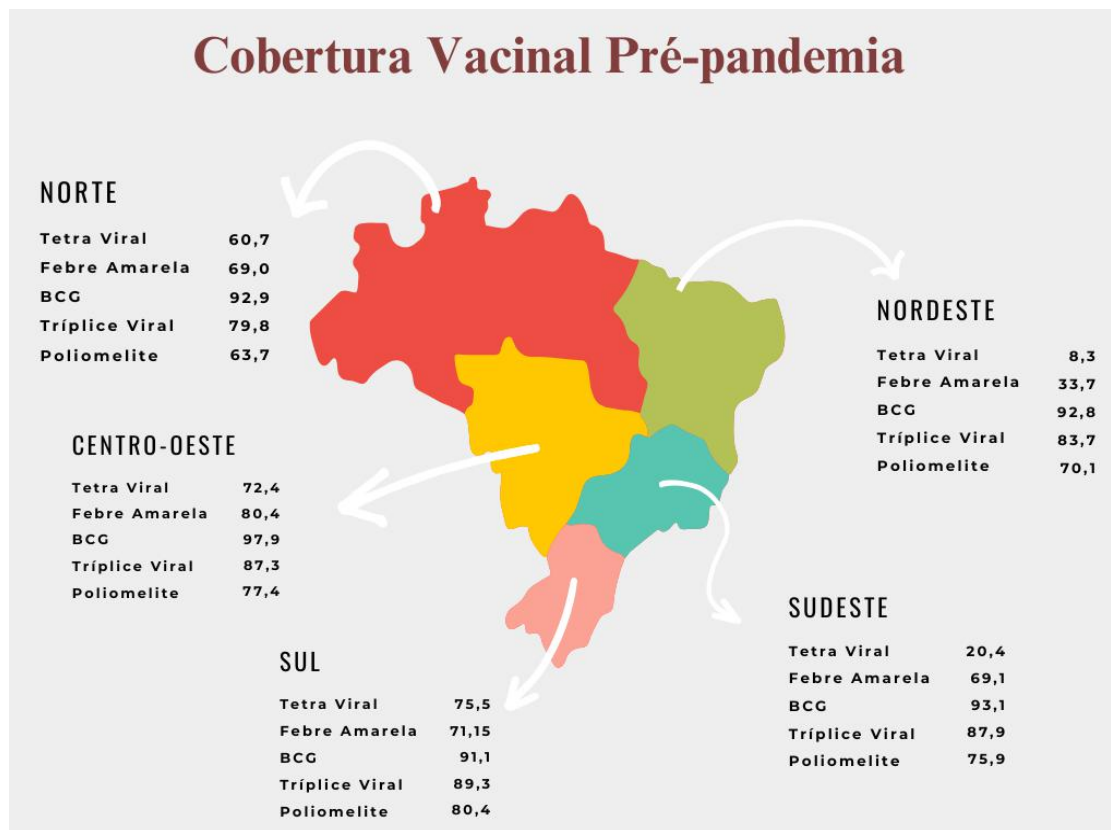 Cobertura Vacinal Pré-pandemia
NORTE
Tetra Viral 60,7
Febre Amarela 69,0
BCG 92,9
Tríplice Viral 79,8
Poliomelite 63,7
NORDESTE
Tetra Viral 8,3
Febre Amarela 33,7
BCG 92,8
Tríplice Viral 83,7
Poliomelite 70,1
CENTRO-OESTE
Tetra Viral 72,4
Febre Amarela 80,4
BCG 97,9
Tríplice Viral 87,3
Poliomelite 77,4
SUDESTE
Tetra Viral 20,4
Febre Amarela 69,1
BCG 93,1
Tríplice Viral 87,9
Poliomelite 75,9
SUL
Tetra Viral 75,5
Febre Amarela 71,15
BCG 91,1
Tríplice Viral 89,3
Poliomelite 80,4